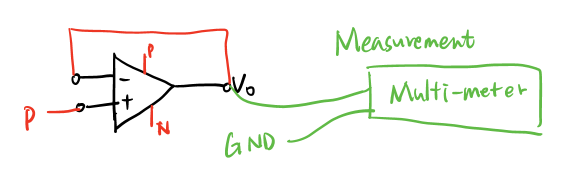 Measurement
P
-
+
P
N
Vo
Multi-meter
GND